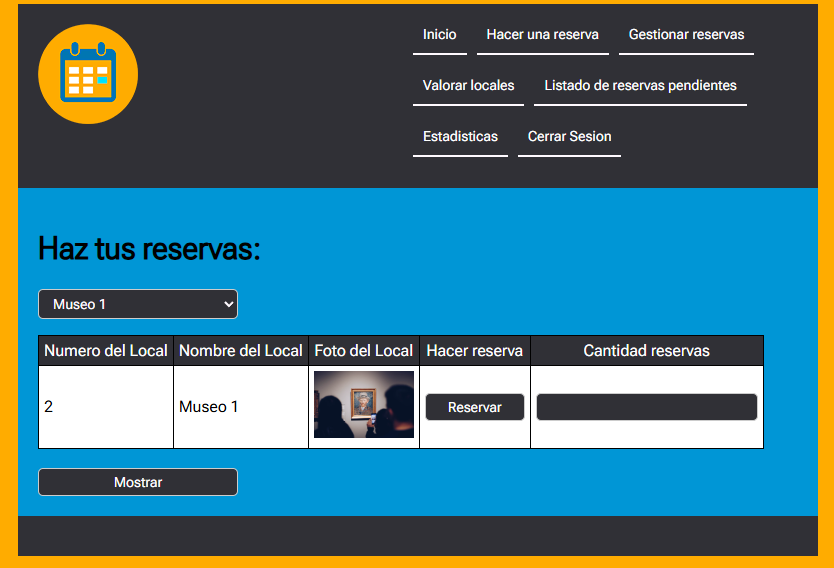 Inicio Hacer una reserva Gestionar reservas
Valorar locales Listado de reservas pendientes
Estadisticas Cerrar Sesion
Haz tus reservas:
Museo 1
Numero del Local Nombre del Local Foto del Local Hacer reserva Cantidad reservas
2 Museo 1 Reservar
Mostrar